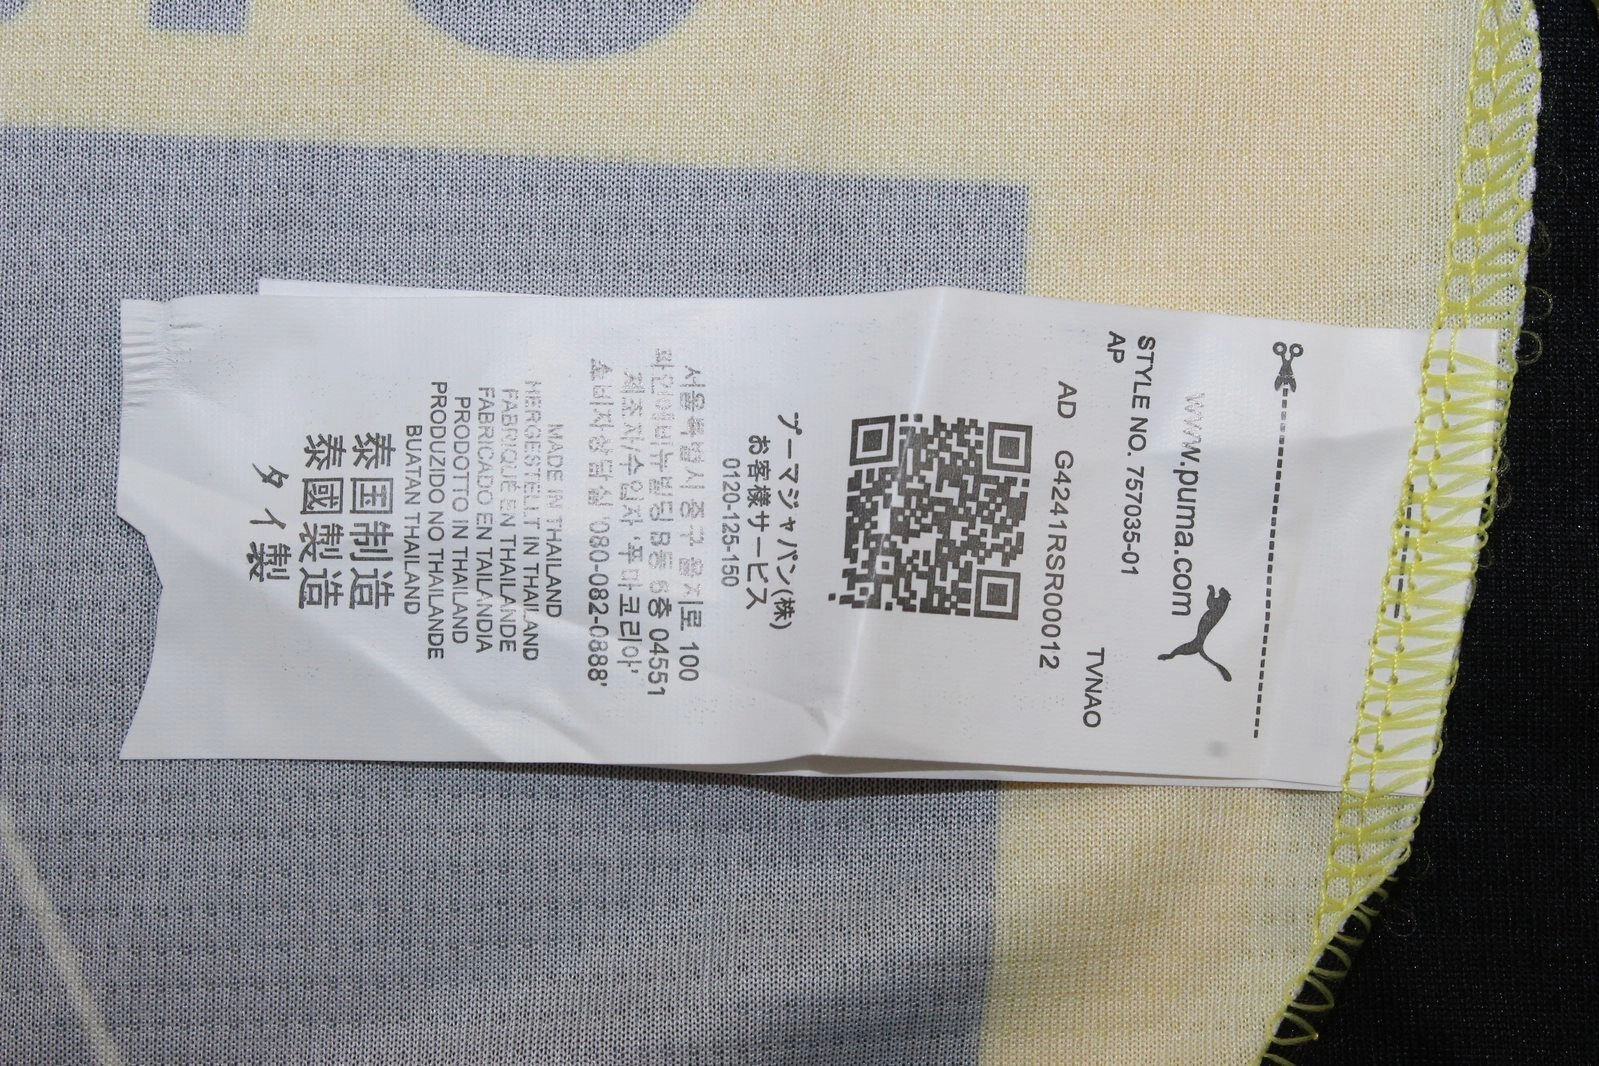 www.puma.com
STYLE NO. 757035-01
AP
TVNAO
AD G4241RSR00012
プーマジャパン(株)
お客様サービス
0120-125-150
서울특별시 중구 을지로 100
파인애비뉴빌딩 B동 6층 04551
제조자/수입자 '푸마코리아'
소비자상담실 '080-082-0888'
MADE IN THAILAND
HERGESTELLT IN THAILAND
FABRIQUÉ EN THAILANDE
FABRICADO EN TAILANDIA
PRODOTTO IN THAILAND
PRODUZIDO NO THAILANDE
BUATAN THAILAND
泰国制造
泰國製造
タイ製